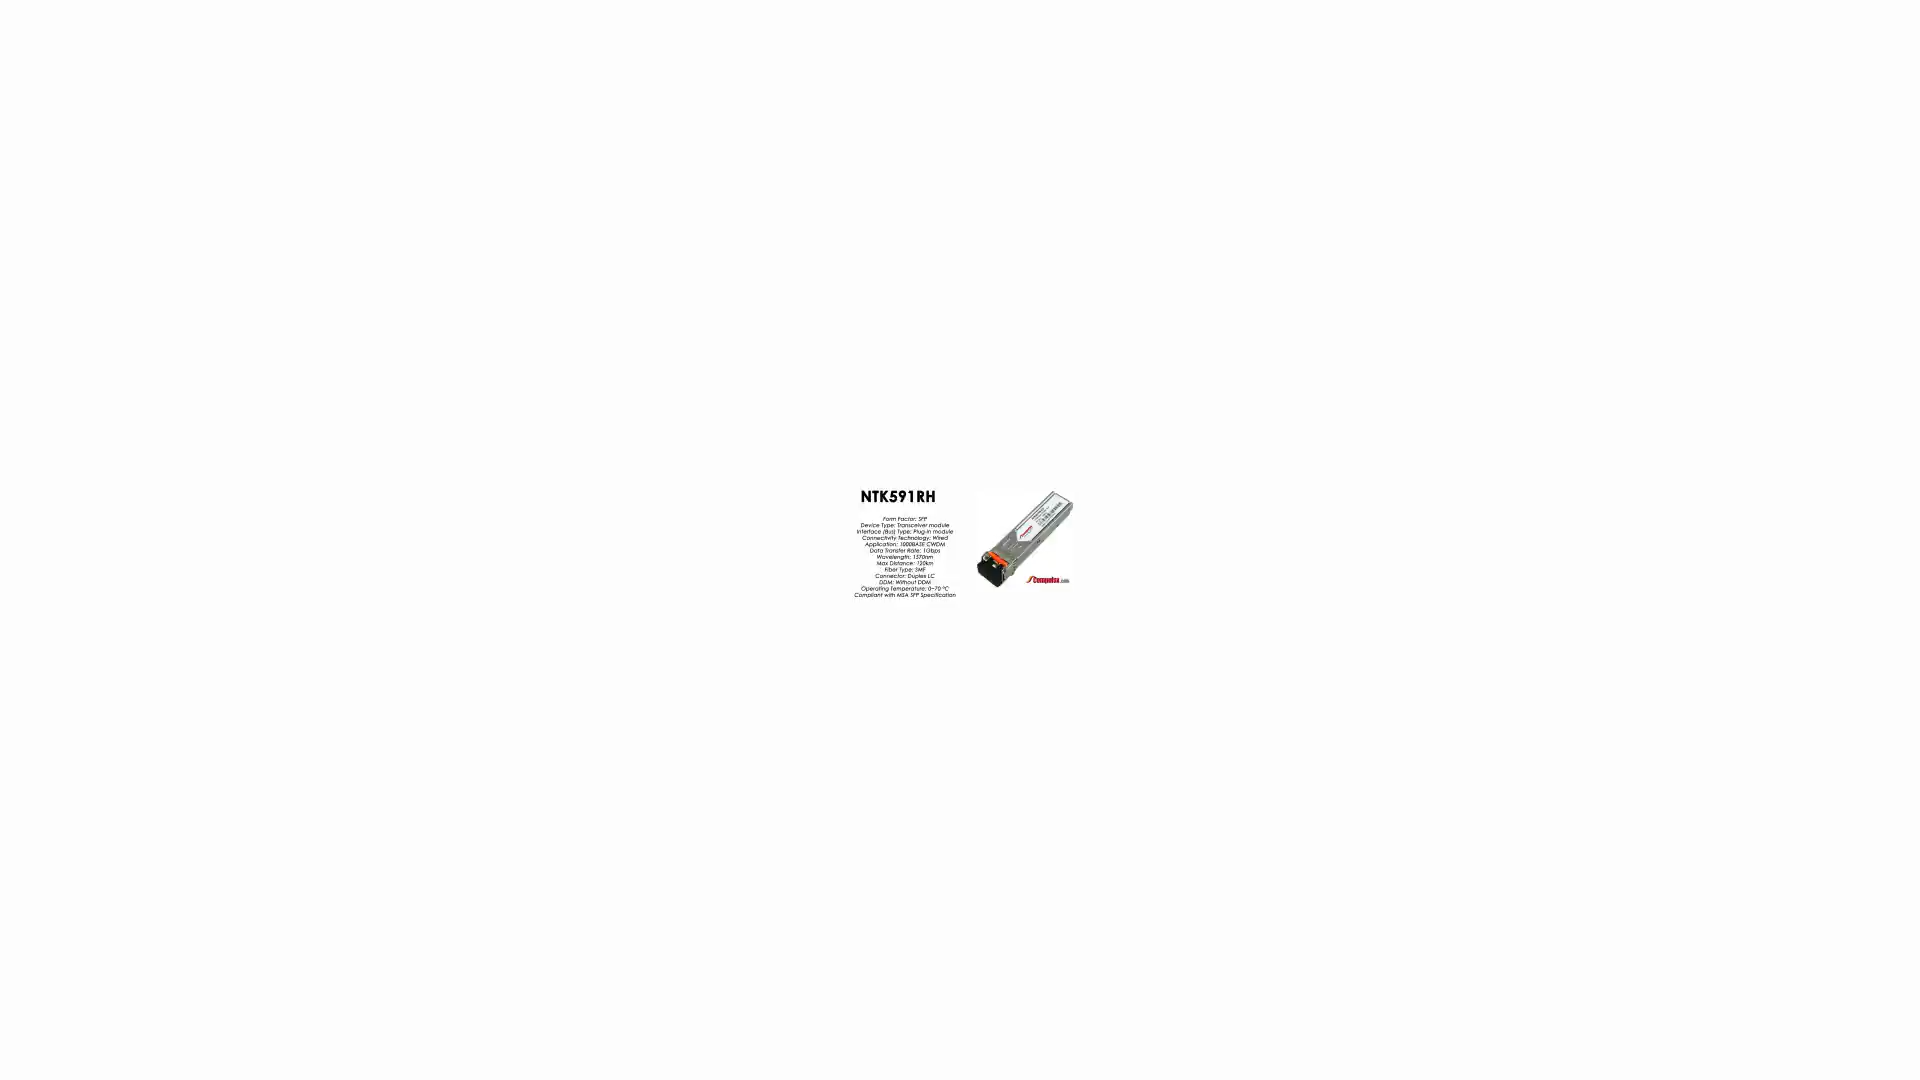 NTK591RH
Form Factor: SFP
Device Type: Transceiver module
Interface (Bus) Type: Plug-in module
Connectivity Technology: Wired
Application: 1000BASE CWDM
Data Transfer Rate: 1Gbps
Wavelength: 1570nm
Max Distance: 120km
Fiber Type: SMF
Connector: Duplex LC
DDM: Without DDM
Operating Temperature: 0~70 °C
Compliant with MSA SFP Specification
Compufox.com